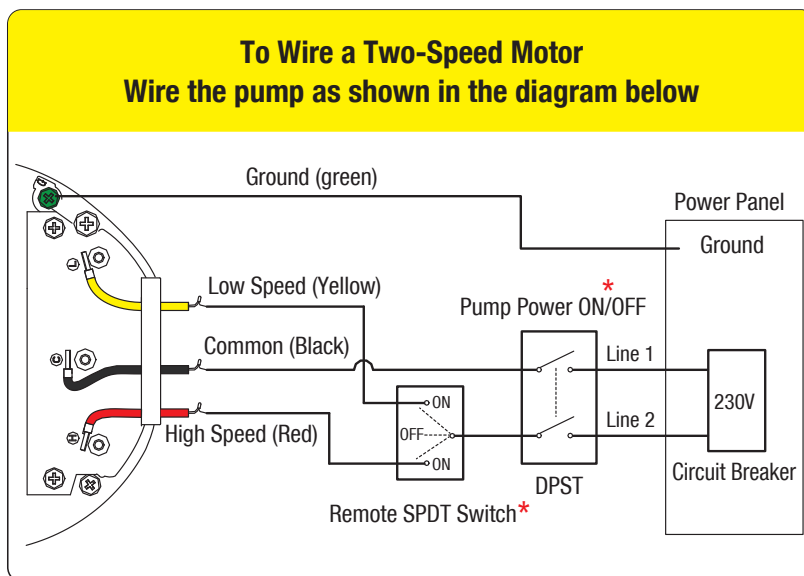 To Wire a Two-Speed Motor
Wire the pump as shown in the diagram below
Ground (green)
Power Panel
Ground
Low Speed (Yellow)
*
Pump Power ON/OFF
Common (Black)
Line 1
ON
230V
OFF
Line 2
High Speed (Red)
ON
Circuit Breaker
DPST
Remote SPDT Switch*
G
L
C
H